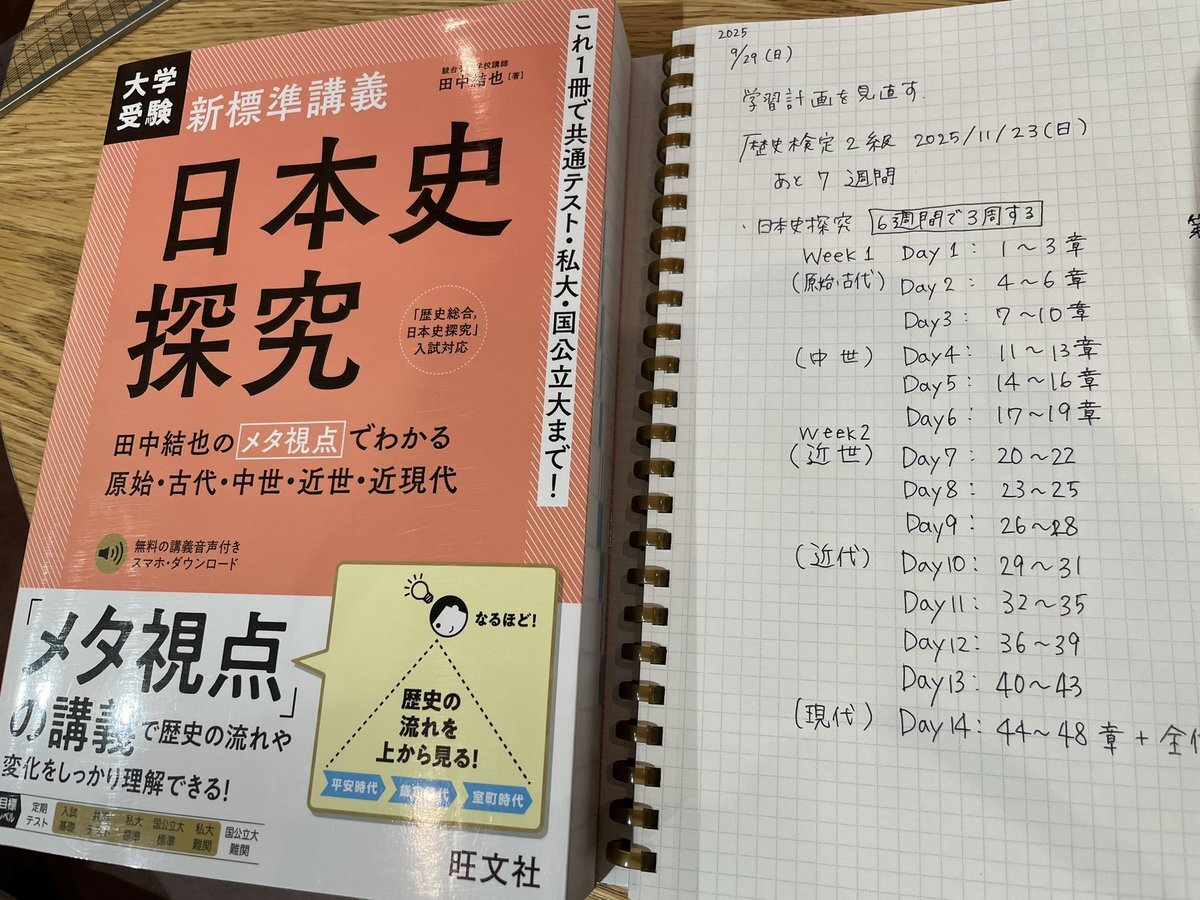 大学
受験
新標準講義
田中結也[著]
日本史
探究
「歴史総合,
日本史探究」
入試対応
これ1冊で共通テスト・私大・国公立大まで!
田中結也のメタ視点でわかる
原始・古代・中世・近世・近現代
無料の講義音声付き
スマホ・ダウンロード
「メタ視点」
の講義で歴史の流れや
変化をしっかり理解できる!
なるほど!
歴史の
流れを
上から見る!
平安時代
室町時代
目標
レベル
定期
テスト
入試
基礎
共通
テスト
私大
標準
国公立大
標準
私大
難関
国公立大
難関
旺文社
2025
9/29(日)
学習計画を見直す.
歴史検定2級 2025/11/23(日)
あと7週間
・日本史探究 6週間で3周する
Week1 Day1: 1〜3章
(原始・古代) Day2: 4〜6章
Day3: 7〜10章
(中世) Day4: 11〜13章
Day5: 14〜16章
Day6: 17〜19章
Week2
(近世) Day7: 20〜22
Day8: 23〜25
Day9: 26〜28
(近代) Day10: 29〜31
Day11: 32〜35
Day12: 36〜39
Day13: 40〜43
(現代) Day14: 44〜48章+全